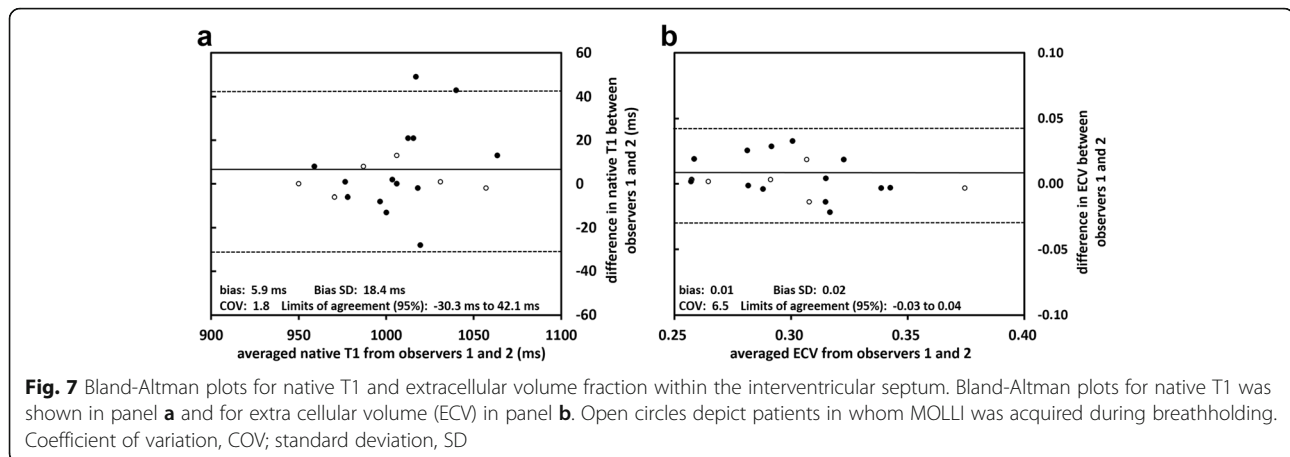 a
60
40
20
0
-20
-40
-60
difference in native T1 between
observers 1 and 2 (ms)
bias: 5.9 ms Bias SD: 18.4 ms
COV: 1.8 Limits of agreement (95%): -30.3 ms to 42.1 ms
900 950 1000 1050 1100
averaged native T1 from observers 1 and 2 (ms)
b
0.10
0.05
0.00
-0.05
-0.10
difference in ECV between
observers 1 and 2
bias: 0.01 Bias SD: 0.02
COV: 6.5 Limits of agreement (95%): -0.03 to 0.04
0.25 0.30 0.35 0.40
averaged ECV from observers 1 and 2
Fig. 7 Bland-Altman plots for native T1 and extracellular volume fraction within the interventricular septum. Bland-Altman plots for native T1 was
shown in panel a and for extra cellular volume (ECV) in panel b. Open circles depict patients in whom MOLLI was acquired during breathholding.
Coefficient of variation, COV; standard deviation, SD